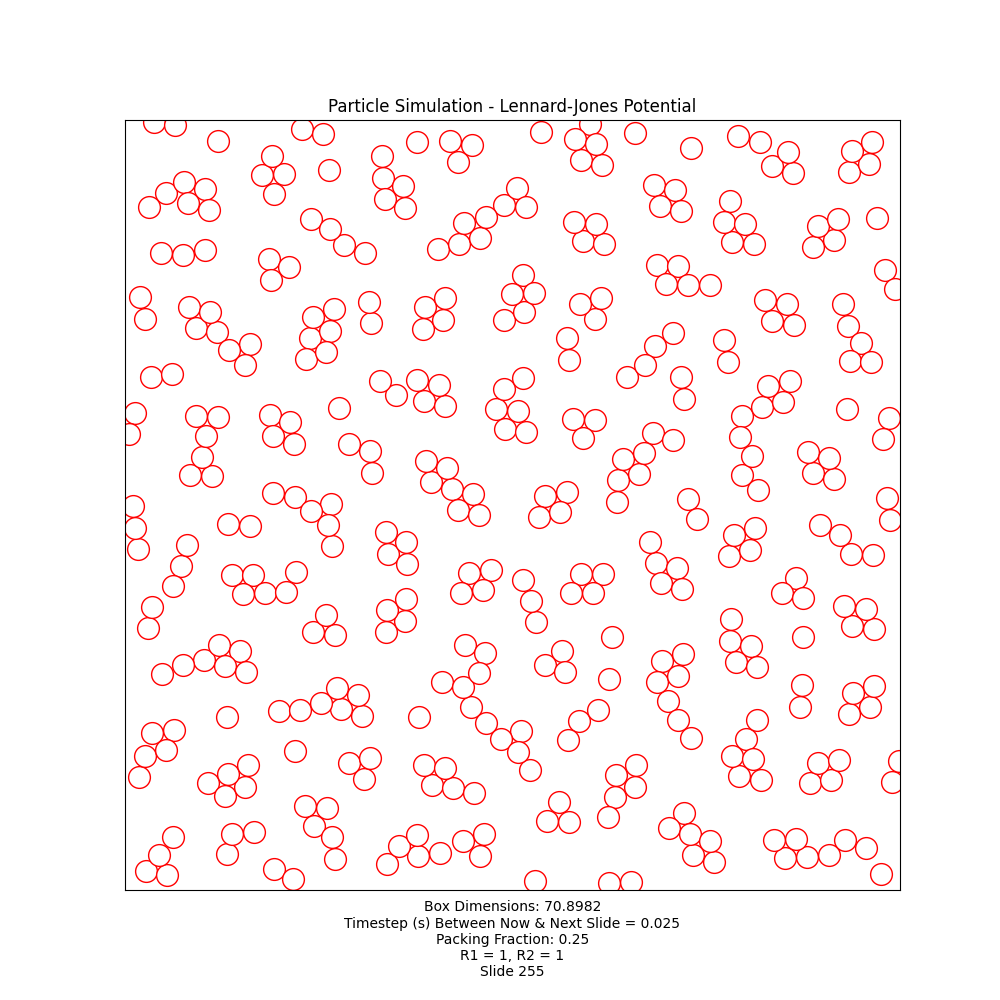 Particle Simulation - Lennard-Jones Potential
Box Dimensions: 70.8982
Timestep (s) Between Now & Next Slide = 0.025
Packing Fraction: 0.25
R1 = 1, R2 = 1
Slide 255